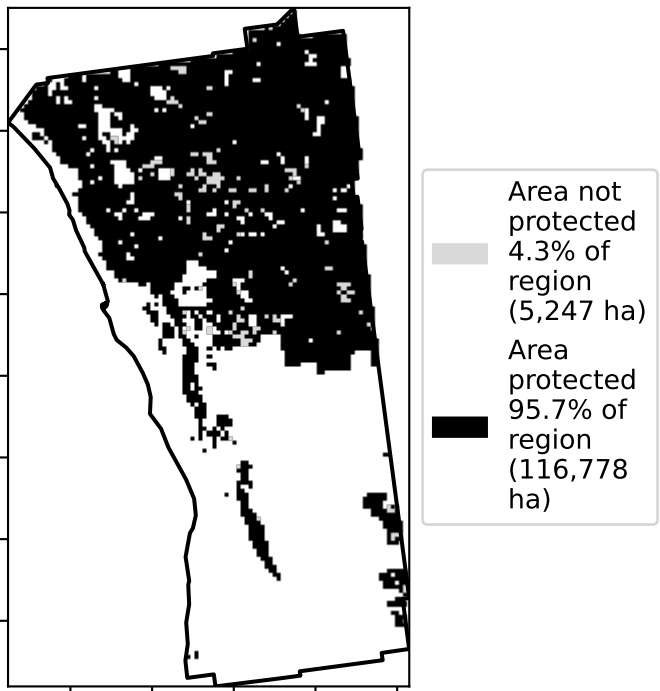 Area not
protected
4.3% of
region
(5,247 ha)
Area
protected
95.7% of
region
(116,778
ha)